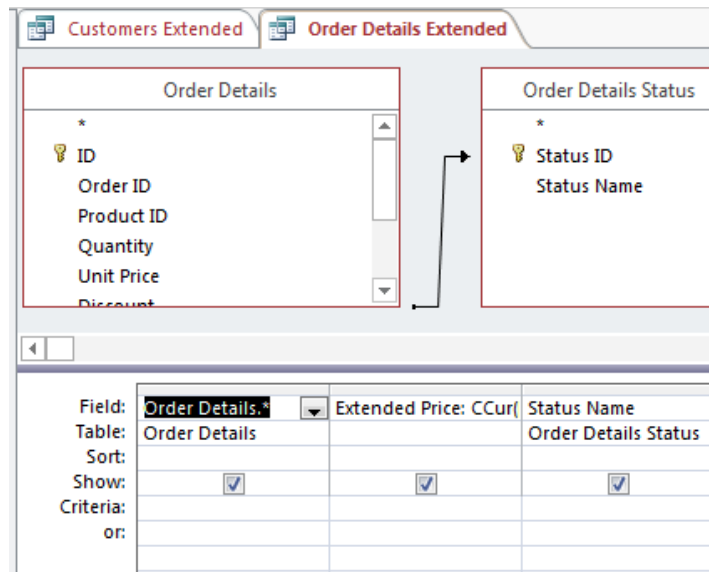 Customers Extended Order Details Extended
Order Details
*
ID
Order ID
Product ID
Quantity
Unit Price
Discount
Order Details Status
*
Status ID
Status Name
Field: Order Details.* Extended Price: CCur( Status Name
Table: Order Details Order Details Status
Sort:
Show:
Criteria:
or: